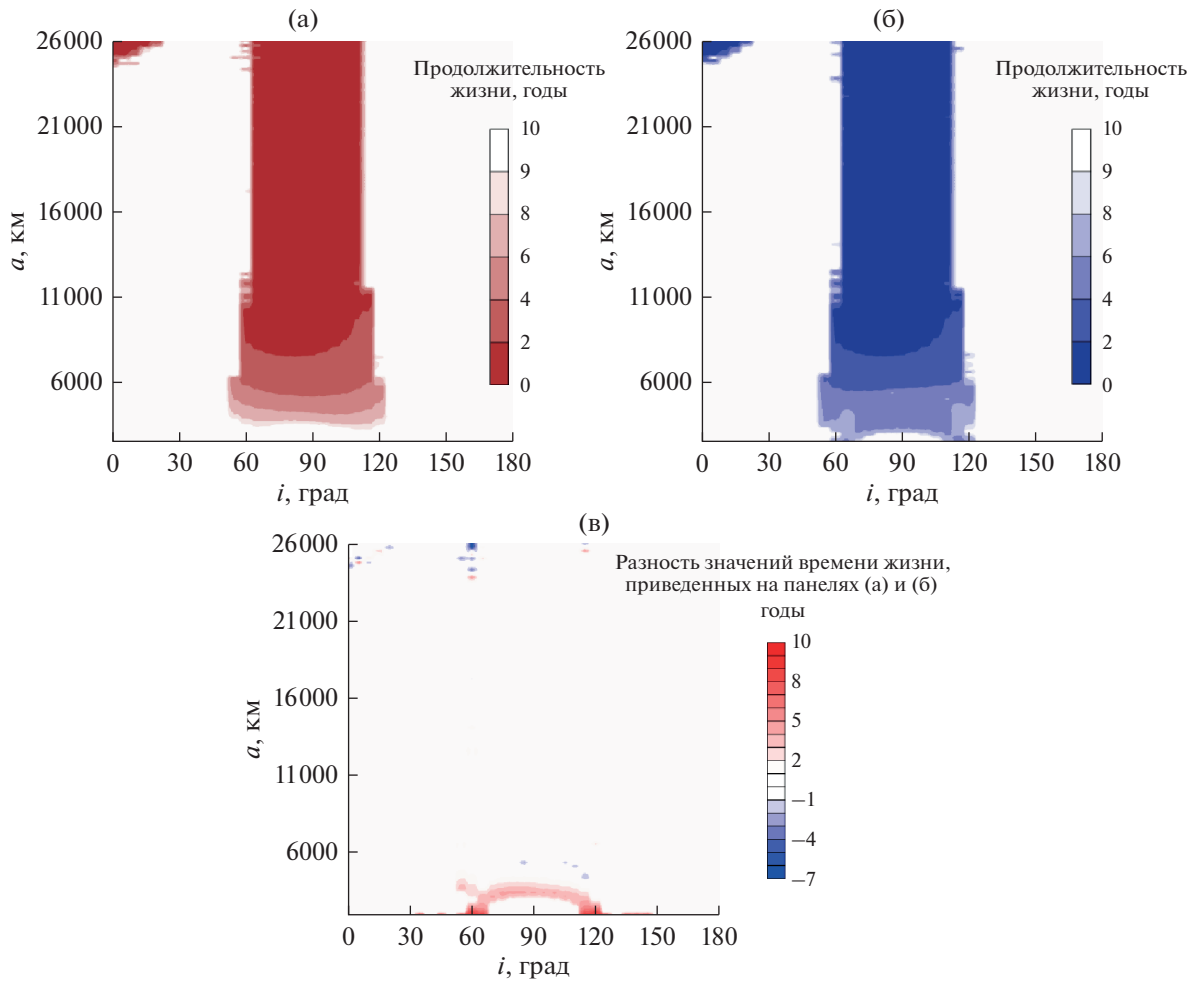 (а)
26000
21000
16000
11000
6000
a, км
0 30 60 90 120 150 180
i, град
Продолжительность
жизни, годы
10
9
8
6
4
2
0
(б)
26000
21000
16000
11000
6000
a, км
0 30 60 90 120 150 180
i, град
Продолжительность
жизни, годы
10
9
8
6
4
2
0
(в)
26000
21000
16000
11000
6000
a, км
0 30 60 90 120 150 180
i, град
Разность значений времени жизни,
приведенных на панелях (а) и (б)
годы
10
8
5
2
−1
−4
−7